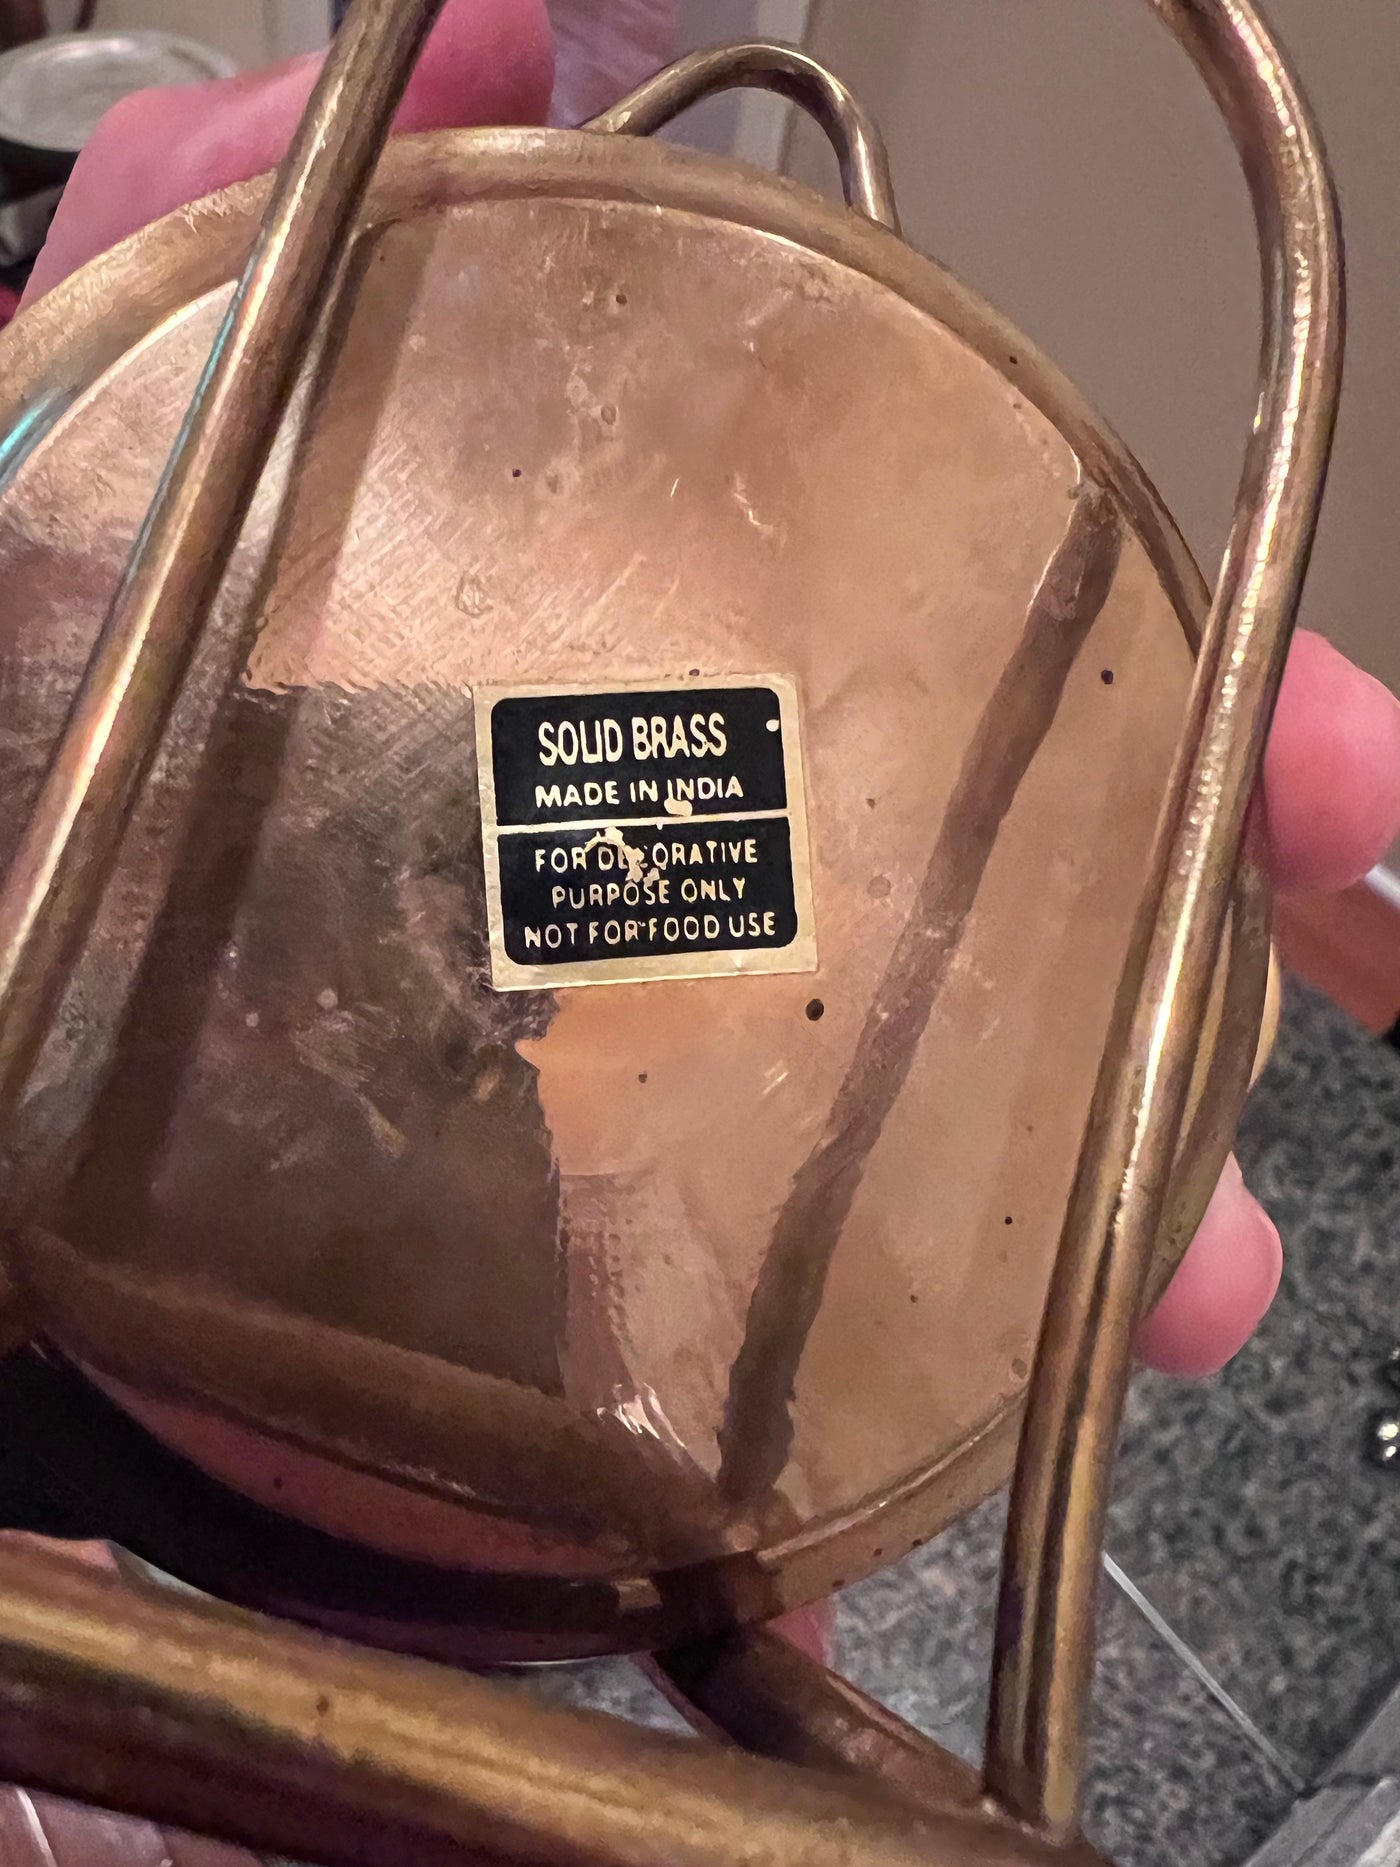 SOLID BRASS
MADE IN INDIA
FOR DECORATIVE
PURPOSE ONLY
NOT FOR FOOD USE